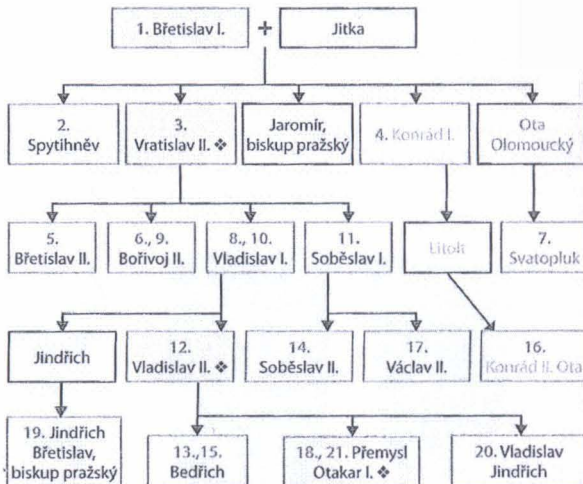 1. Břetislav I. + Jitka
2. Spytihněv
3. Vratislav II. ❖
Jaromír,
biskup pražský
4. Konrád I.
Ota
Olomoucký
5.
Břetislav II.
6., 9.
Bořivoj II.
8., 10.
Vladislav I.
11.
Soběslav I.
Litolt
7.
Svatopluk
Jindřich
12.
Vladislav II. ❖
14.
Soběslav II.
17.
Václav II.
16.
Konrád II. Ota
19. Jindřich
Břetislav,
biskup pražský
13.,15.
Bedřich
18., 21. Přemysl
Otakar I. ❖
20. Vladislav
Jindřich